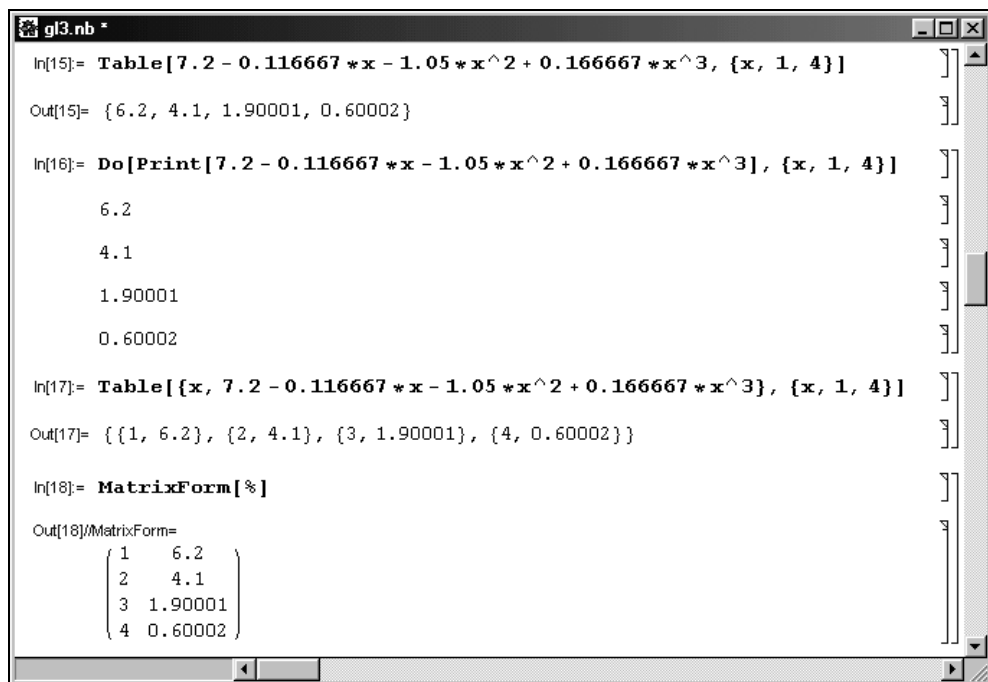 gl3.nb *
In[15]:= Table[7.2 - 0.116667 * x - 1.05 * x^2 + 0.166667 * x^3, {x, 1, 4}]
Out[15]= {6.2, 4.1, 1.90001, 0.60002}
In[16]:= Do[Print[7.2 - 0.116667 * x - 1.05 * x^2 + 0.166667 * x^3], {x, 1, 4}]
6.2
4.1
1.90001
0.60002
In[17]:= Table[{x, 7.2 - 0.116667 * x - 1.05 * x^2 + 0.166667 * x^3}, {x, 1, 4}]
Out[17]= {{1, 6.2}, {2, 4.1}, {3, 1.90001}, {4, 0.60002}}
In[18]:= MatrixForm[%]
Out[18]//MatrixForm=
1 6.2
2 4.1
3 1.90001
4 0.60002